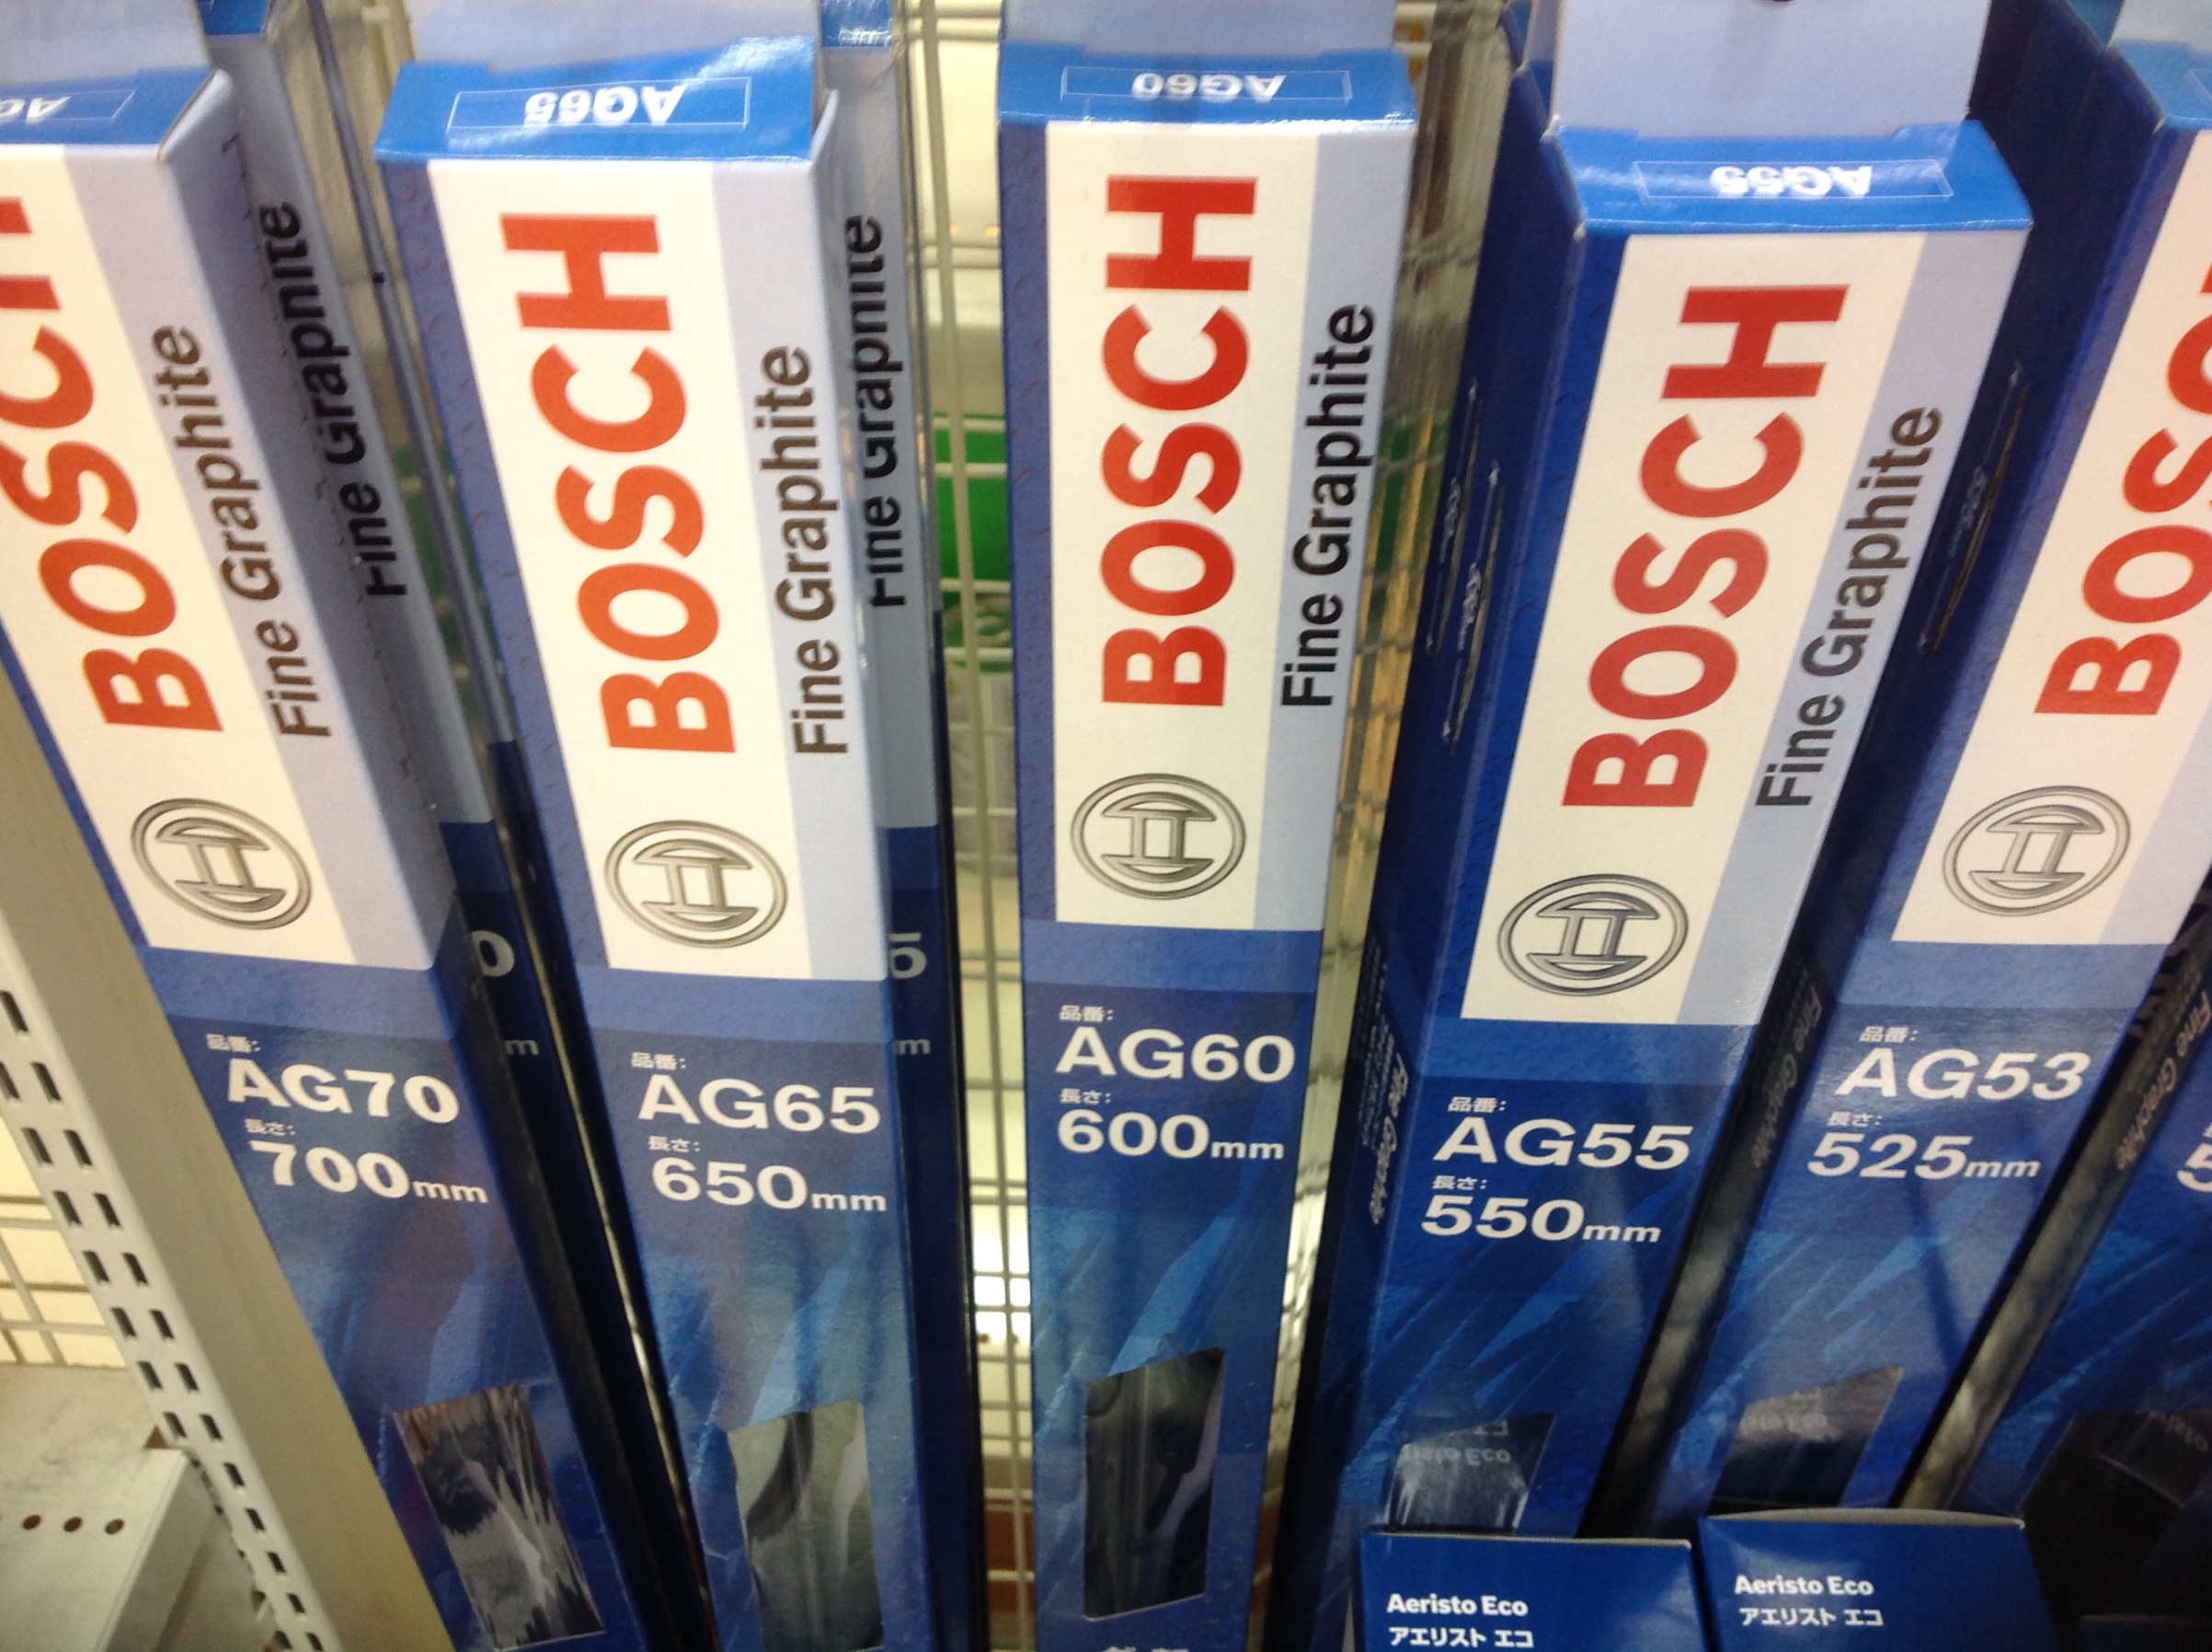 AG65
AG60
AG55
BOSCH
Fine Graphite
Fine Graphite
品番:
AG70
長さ:
700mm
BOSCH
Fine Graphite
Fine Graphite
品番:
AG65
長さ:
650mm
BOSCH
Fine Graphite
品番:
AG60
長さ:
600mm
BOSCH
Fine Graphite
品番:
AG55
長さ:
550mm
Fine Graphite
BOSC
品番:
AG53
長さ:
525mm
Aeristo Eco
アエリスト エコ
Aeristo Eco
アエリスト エコ